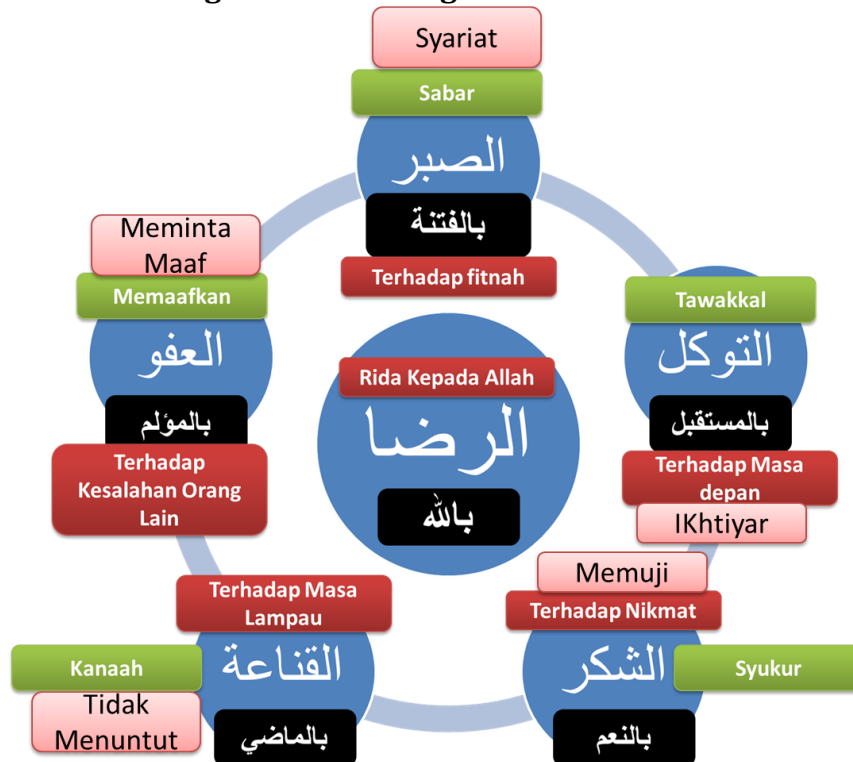 Syariat
Sabar
الصبر
بالفتنة
Terhadap fitnah
Tawakkal
التوكل
بالمستقبل
Terhadap Masa
depan
IKhtiyar
Memuji
Terhadap Nikmat
الشكر
Syukur
بالنعم
Terhadap Masa
Lampau
القناعة
Kanaah
Tidak
Menuntut
بالماضي
Meminta
Maaf
Memaafkan
العفو
بالمؤلم
Terhadap
Kesalahan Orang
Lain
Rida Kepada Allah
الرضا
بالله